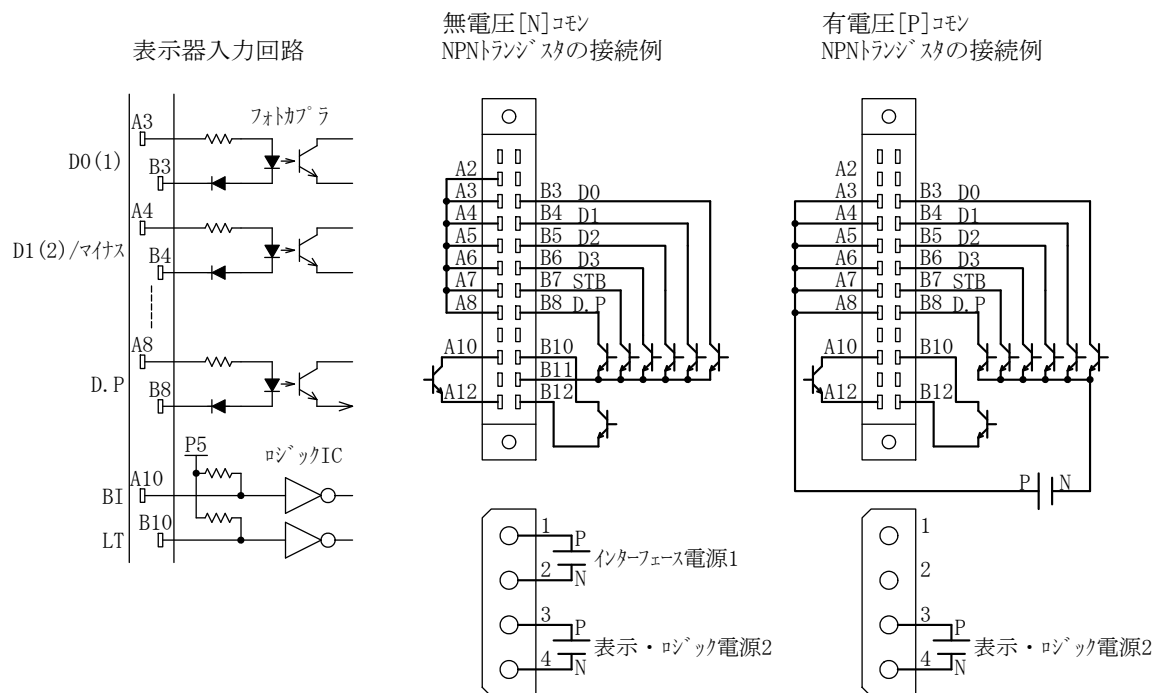 表示器入力回路
A3
フォトカプラ
D0(1)
B3
A4
D1(2)/マイナス
B4
A8
D.P
B8
P5
ロジックIC
A10
BI
B10
LT
無電圧[N]コモン
NPNトランジスタの接続例
A2
A3 B3 D0
A4 B4 D1
A5 B5 D2
A6 B6 D3
A7 B7 STB
A8 B8 D.P
A10 B10
B11
A12 B12
1
P
インターフェース電源1
2 N
3
P
表示・ロジック電源2
4 N
有電圧[P]コモン
NPNトランジスタの接続例
A2
A3 B3 D0
A4 B4 D1
A5 B5 D2
A6 B6 D3
A7 B7 STB
A8 B8 D.P
A10 B10
A12 B12
P N
1
2
3
P
表示・ロジック電源2
4 N